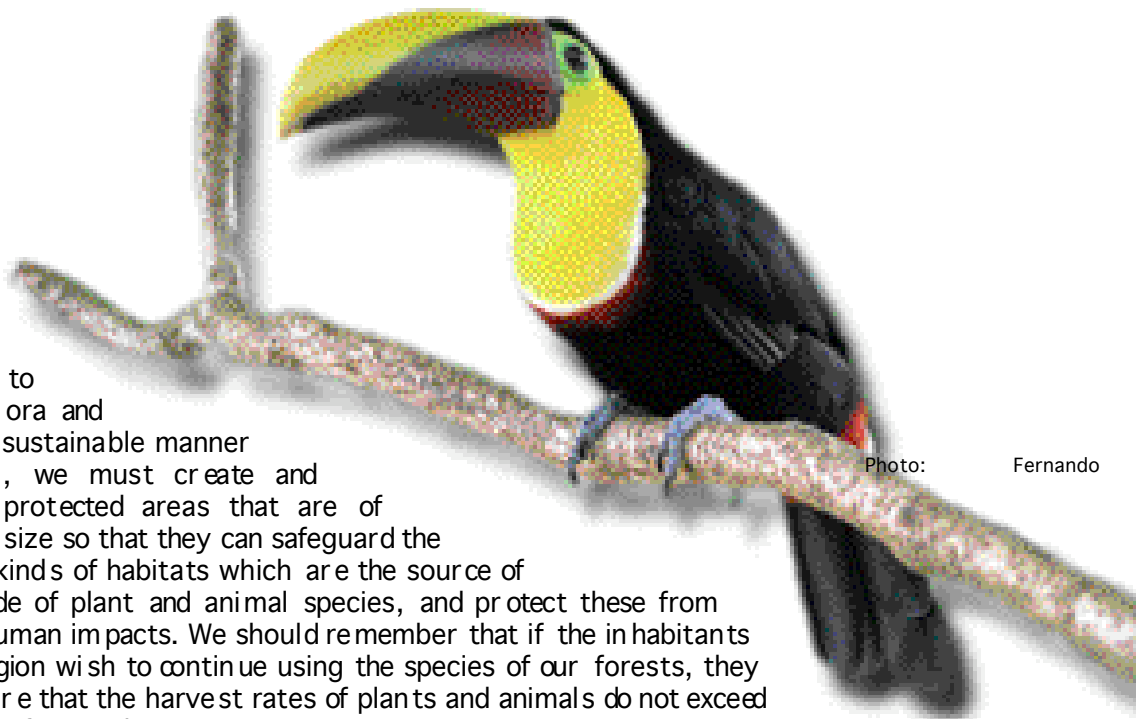 to
ora and
sustainable manner
, we must create and
Photo: Fernando
protected areas that are of
size so that they can safeguard the
kinds of habitats which are the source of
de of plant and animal species, and protect these from
uman impacts. We should remember that if the inhabitants
gion wish to continue using the species of our forests, they
re that the harvest rates of plants and animals do not exceed